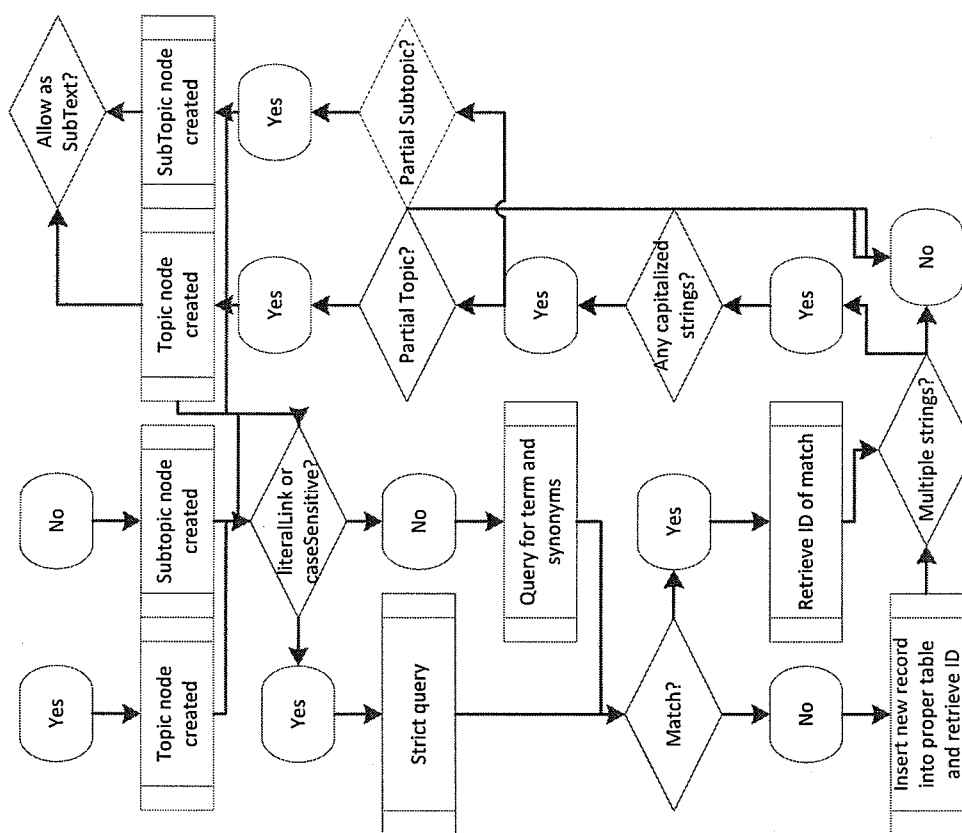 Yes
No
Allow as
SubText?
Topic node
created
Subtopic node
created
Topic node
created
SubTopic node
created
Yes
literalLink or
caseSensitive?
Yes
Yes
Strict query
No
Partial Topic?
Partial Subtopic?
Query for term and
synonyms
Yes
Match?
Yes
Any capitalized
strings?
No
Retrieve ID of match
Yes
Insert new record
into proper table
and retrieve ID
Multiple strings?
No